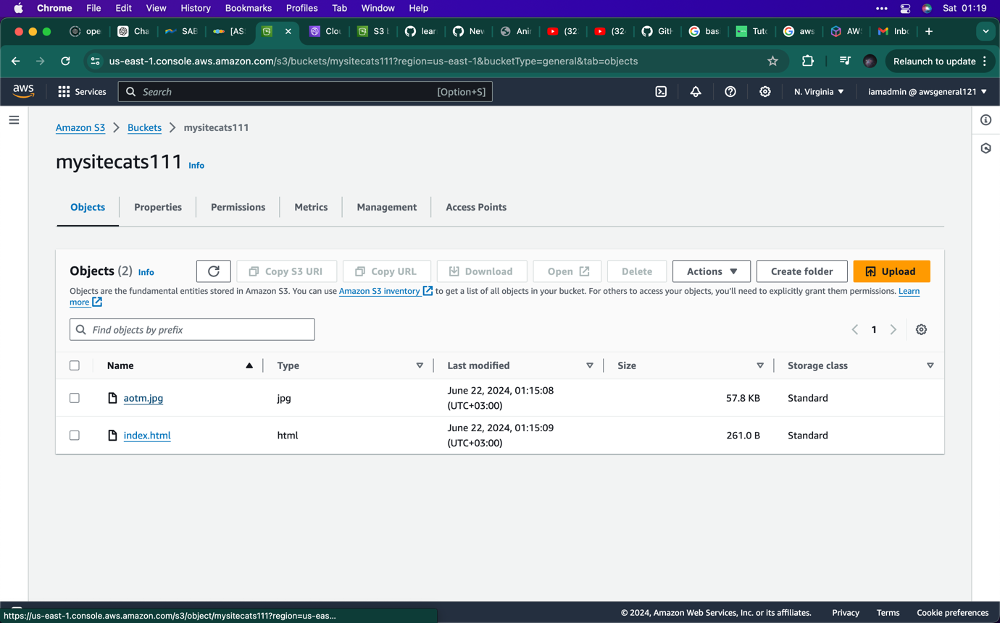 Chrome File Edit View History Bookmarks Profiles Tab Window Help Sat 01:19
ope Cha SAB [AS Clou S3 b lear Nev Ani (32 (32 Git bas Tuto aws AW Inbo
us-east-1.console.aws.amazon.com/s3/buckets/mysitecats111?region=us-east-1&bucketType=general&tab=objects Relaunch to update
aws Services Search [Option+S] N. Virginia iamadmin @ awsgeneral121
Amazon S3 Buckets mysitecats111
mysitecats111 Info
Objects Properties Permissions Metrics Management Access Points
Objects (2) Info Copy S3 URI Copy URL Download Open Delete Actions Create folder Upload
Objects are the fundamental entities stored in Amazon S3. You can use Amazon S3 inventory to get a list of all objects in your bucket. For others to access your objects, you'll need to explicitly grant them permissions. Learn
more
Find objects by prefix 1
Name Type Last modified Size Storage class
aotm.jpg jpg June 22, 2024, 01:15:08 57.8 KB Standard
(UTC+03:00)
index.html html June 22, 2024, 01:15:09 261.0 B Standard
(UTC+03:00)
© 2024, Amazon Web Services, Inc. or its affiliates. Privacy Terms Cookie preferences
https://us-east-1.console.aws.amazon.com/s3/object/mysitecats111?region=us-eas...